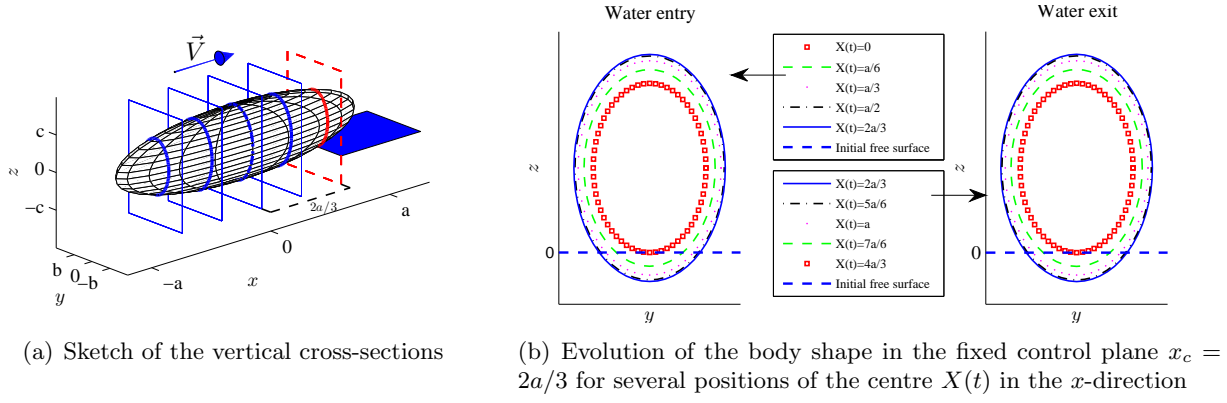 Water entry
Water exit
V
z
c
0
−c
2a/3
a
0
−a
x
b
0
−b
y
z
0
y
X(t)=0
X(t)=a/6
X(t)=a/3
X(t)=a/2
X(t)=2a/3
Initial free surface
X(t)=2a/3
X(t)=5a/6
X(t)=a
X(t)=7a/6
X(t)=4a/3
Initial free surface
z
0
y
(a) Sketch of the vertical cross-sections
(b) Evolution of the body shape in the fixed control plane x_c =
2a/3 for several positions of the centre X(t) in the x-direction